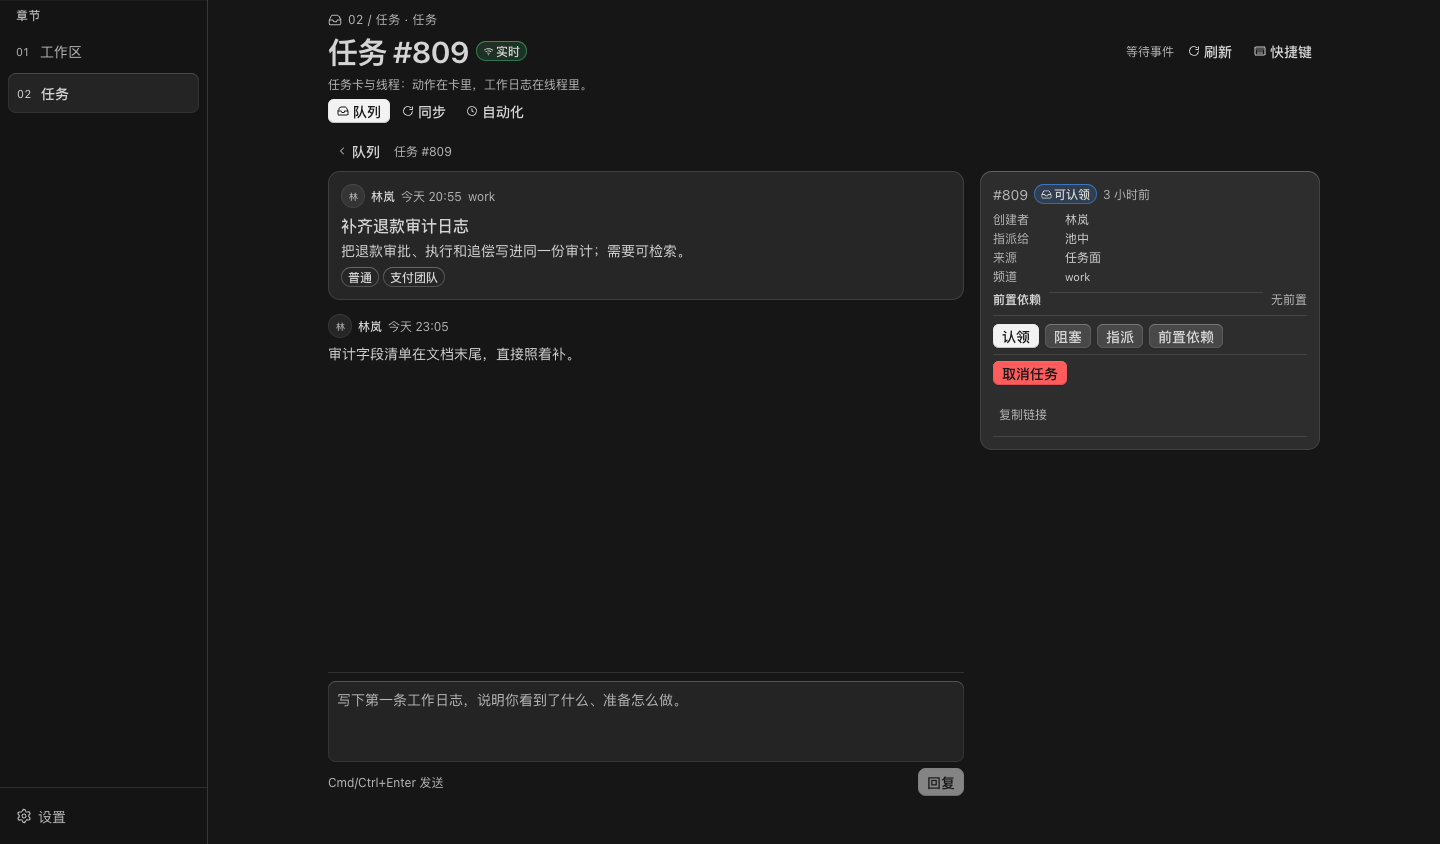 章节
01 工作区
02 任务
设置
02 / 任务 · 任务
任务 #809 实时
等待事件 刷新 快捷键
任务卡与线程：动作在卡里，工作日志在线程里。
队列 同步 自动化
队列 任务 #809
林 林岚 今天 20:55 work
补齐退款审计日志
把退款审批、执行和追偿写进同一份审计；需要可检索。
普通 支付团队
林 林岚 今天 23:05
审计字段清单在文档末尾，直接照着补。
写下第一条工作日志，说明你看到了什么、准备怎么做。
Cmd/Ctrl+Enter 发送
回复
#809 可认领 3 小时前
创建者 林岚
指派给 池中
来源 任务面
频道 work
前置依赖 无前置
认领 阻塞 指派 前置依赖
取消任务
复制链接